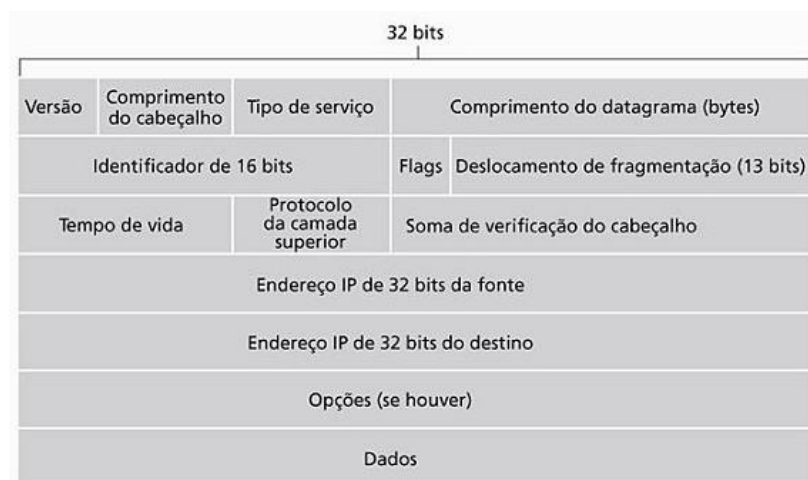 32 bits
Versão
Comprimento
do cabeçalho
Tipo de serviço
Comprimento do datagrama (bytes)
Identificador de 16 bits
Flags
Deslocamento de fragmentação (13 bits)
Tempo de vida
Protocolo
da camada
superior
Soma de verificação do cabeçalho
Endereço IP de 32 bits da fonte
Endereço IP de 32 bits do destino
Opções (se houver)
Dados